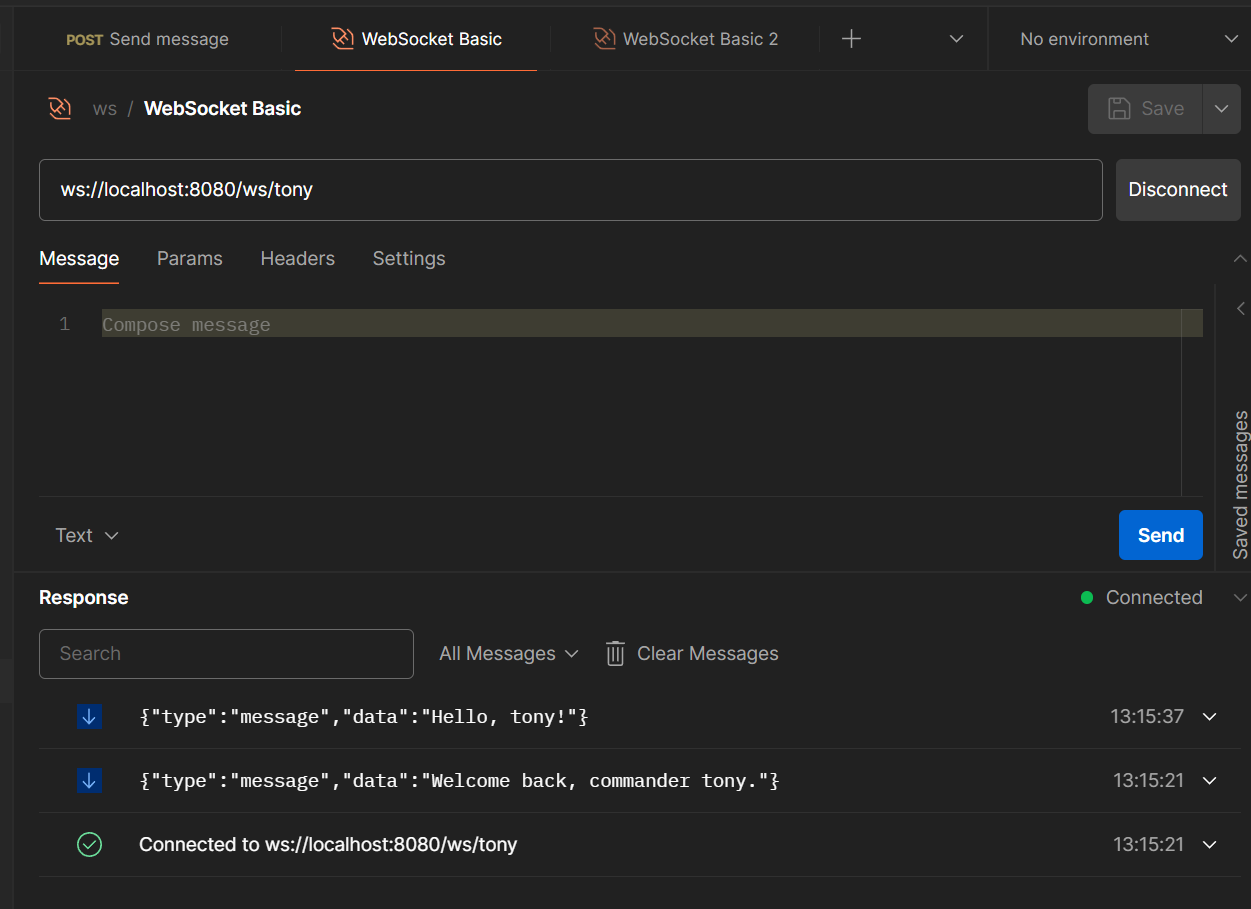 POST Send message WebSocket Basic WebSocket Basic 2 No environment
ws / WebSocket Basic Save
ws://localhost:8080/ws/tony Disconnect
Message Params Headers Settings
1 Compose message
Saved messages
Text Send
Response Connected
Search All Messages Clear Messages
{"type":"message","data":"Hello, tony!"} 13:15:37
{"type":"message","data":"Welcome back, commander tony."} 13:15:21
Connected to ws://localhost:8080/ws/tony 13:15:21